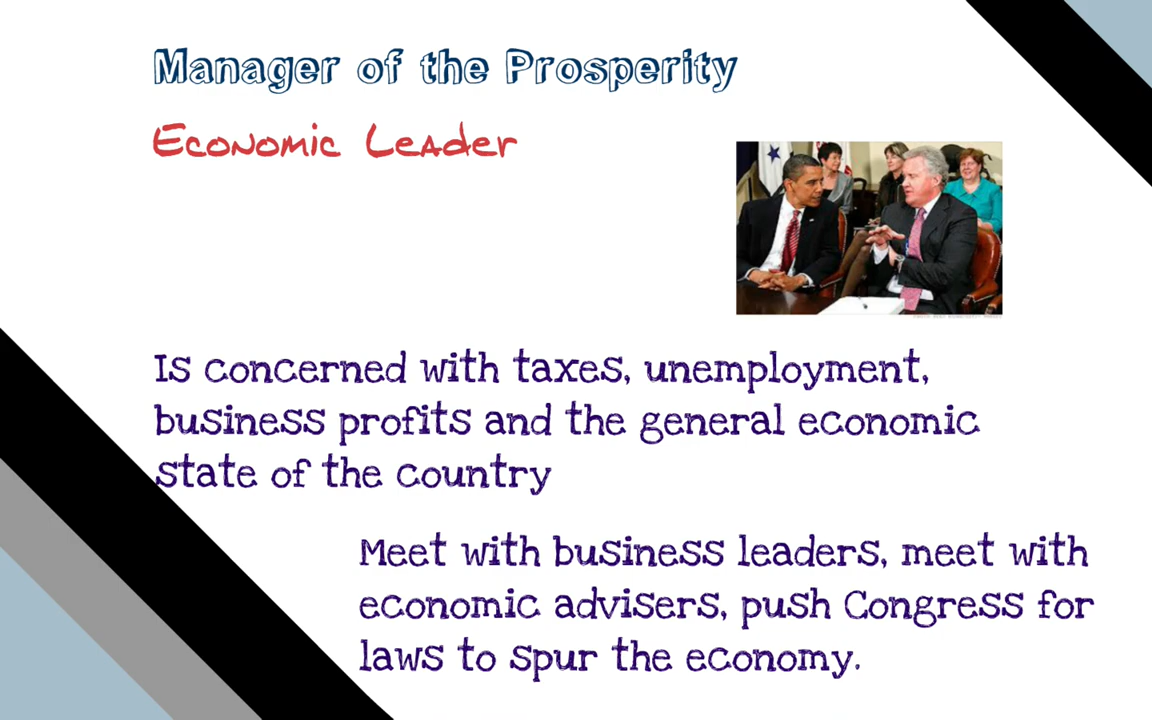 Manager of the Prosperity
Economic Leader
Is concerned with taxes, unemployment,
business profits and the general economic
state of the country
Meet with business leaders, meet with
economic advisers, push Congress for
laws to spur the economy.